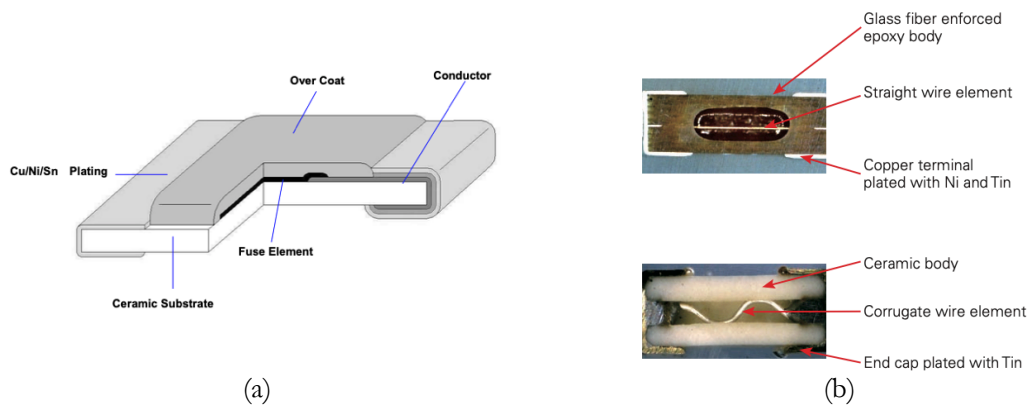 Over Coat
Conductor
Cu/Ni/Sn Plating
Fuse Element
Ceramic Substrate
(a)
Glass fiber enforced
epoxy body
Straight wire element
Copper terminal
plated with Ni and Tin
Ceramic body
Corrugate wire element
End cap plated with Tin
(b)